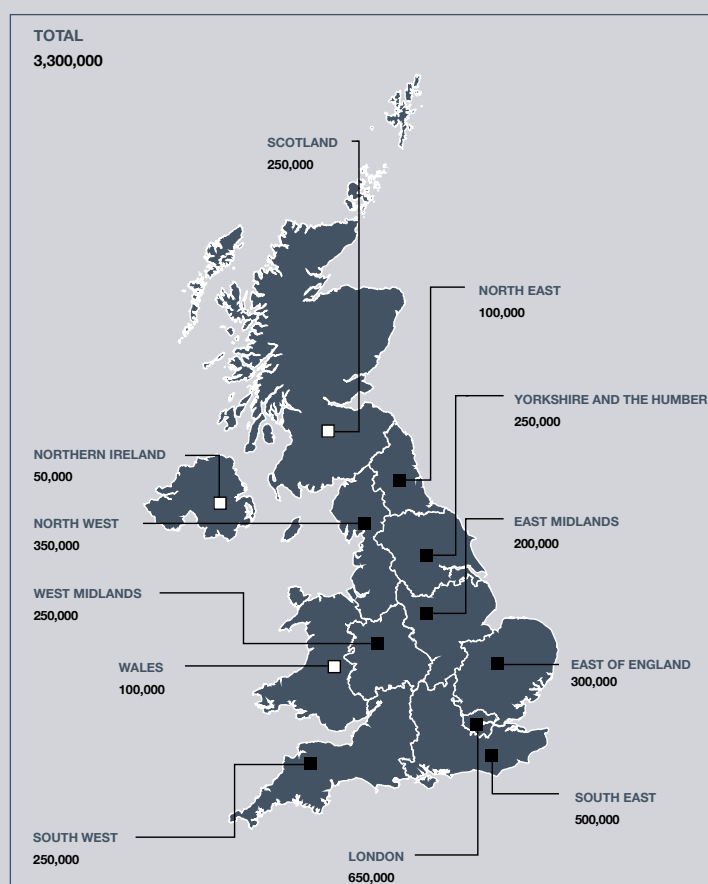 TOTAL
3,300,000
SCOTLAND
250,000
NORTH EAST
100,000
YORKSHIRE AND THE HUMBER
250,000
NORTHERN IRELAND
50,000
NORTH WEST
350,000
EAST MIDLANDS
200,000
WEST MIDLANDS
250,000
WALES
100,000
EAST OF ENGLAND
300,000
SOUTH EAST
500,000
SOUTH WEST
250,000
LONDON
650,000